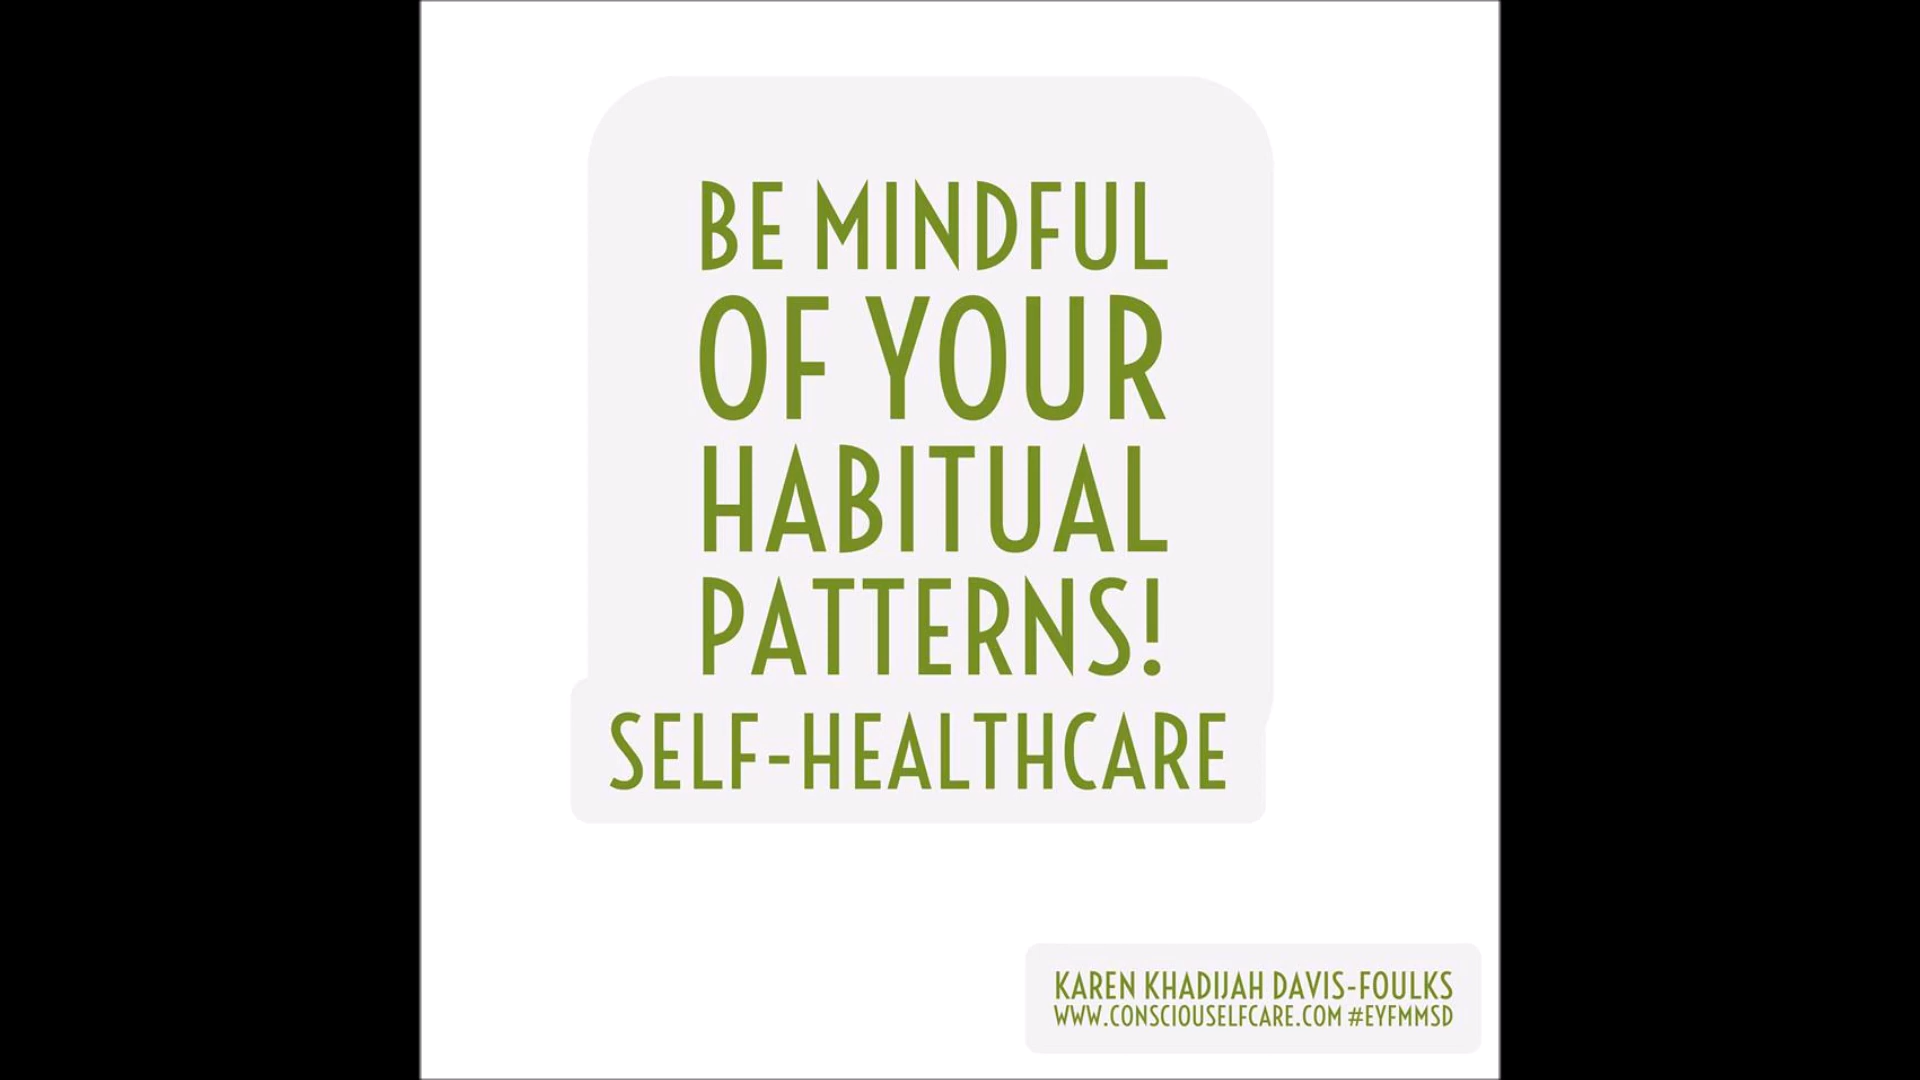 BE MINDFUL
OF YOUR
HABITUAL
PATTERNS!
SELF-HEALTHCARE
KAREN KHADIJAH DAVIS-FOULKS
WWW.CONSCIOUSELFCARE.COM #EYFMMSD